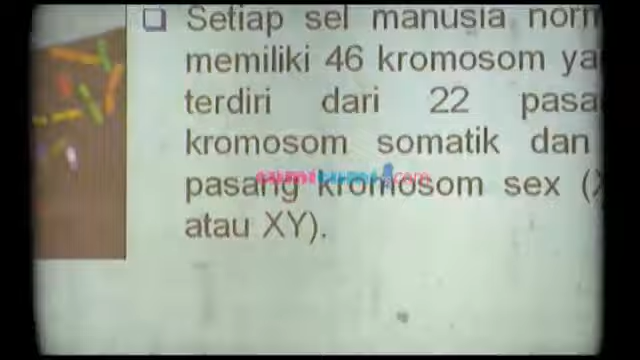 Setiap sel manusia norm
memiliki 46 kromosom ya
terdiri dari 22 pasa
kromosom somatik dan
pasang kromosom sex (X
atau XY).